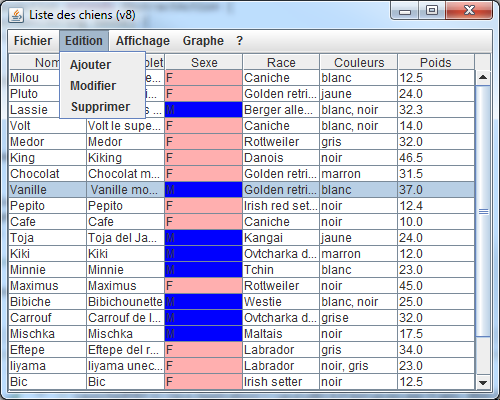 Liste des chiens (v8)
Fichier Edition Affichage Graphe ?
Nom Sexe Race Couleurs Poids
Ajouter
Modifier
Supprimer
Milou F Caniche blanc 12.5
Pluto F Golden retri... jaune 24.0
Lassie M Berger alle... blanc, noir 32.3
Volt Volt le supe... F Caniche blanc, noir 14.0
Medor Medor F Rottweiler gris 32.0
King Kiking F Danois noir 46.5
Chocolat Chocolat m... F Golden retri... marron 31.5
Vanille Vanille mo... M Golden retri... blanc 37.0
Pepito Pepito F Irish red set... noir 12.4
Cafe Cafe F Caniche noir 10.0
Toja Toja del Ja... M Kangai jaune 24.0
Kiki Kiki M Ovtcharka d... marron 12.0
Minnie Minnie M Tchin blanc 23.0
Maximus Maximus F Rottweiler noir 45.0
Bibiche Bibichounette M Westie blanc, noir 25.0
Carrouf Carrouf de l... M Ovtcharka d... grise 32.0
Mischka Mischka M Maltais noir 17.5
Eftepe Eftepe del r... F Labrador gris 34.0
Iiyama Iiyama unec... F Labrador gris, noir 23.0
Bic Bic F Irish setter noir 12.5